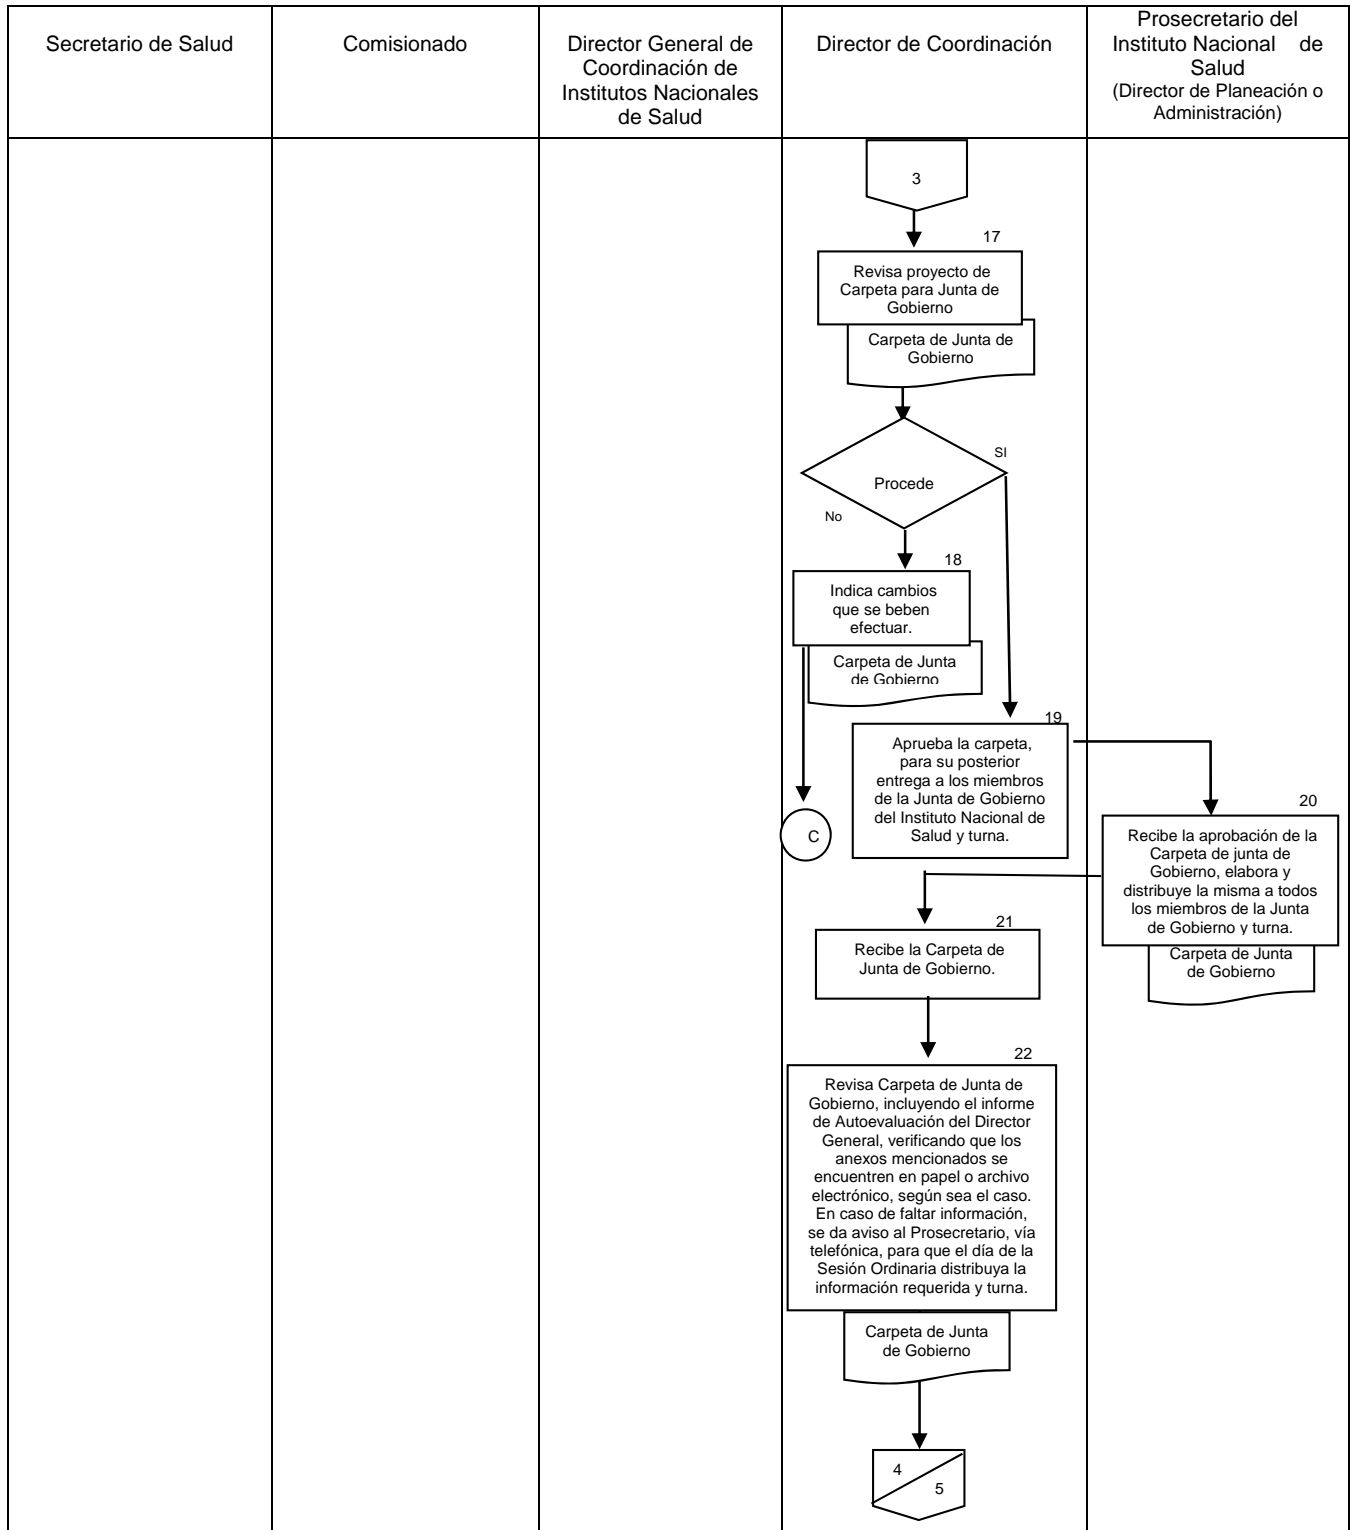 Secretario de Salud
Comisionado
Director General de
Coordinación de
Institutos Nacionales
de Salud
Director de Coordinación
Prosecretario del
Instituto Nacional de
Salud
(Director de Planeación o
Administración)
3
17
Revisa proyecto de
Carpeta para Junta de
Gobierno
Carpeta de Junta de
Gobierno
SI
Procede
No
18
Indica cambios
que se beben
efectuar.
Carpeta de Junta
de Gobierno
19
Aprueba la carpeta,
para su posterior
entrega a los miembros
de la Junta de Gobierno
del Instituto Nacional de
Salud y turna.
C
20
Recibe la aprobación de la
Carpeta de junta de
Gobierno, elabora y
distribuye la misma a todos
los miembros de la Junta
de Gobierno y turna.
Carpeta de Junta
de Gobierno
21
Recibe la Carpeta de
Junta de Gobierno.
22
Revisa Carpeta de Junta de
Gobierno, incluyendo el informe
de Autoevaluación del Director
General, verificando que los
anexos mencionados se
encuentren en papel o archivo
electrónico, según sea el caso.
En caso de faltar información,
se da aviso al Prosecretario, vía
telefónica, para que el día de la
Sesión Ordinaria distribuya la
información requerida y turna.
Carpeta de Junta
de Gobierno
4
5